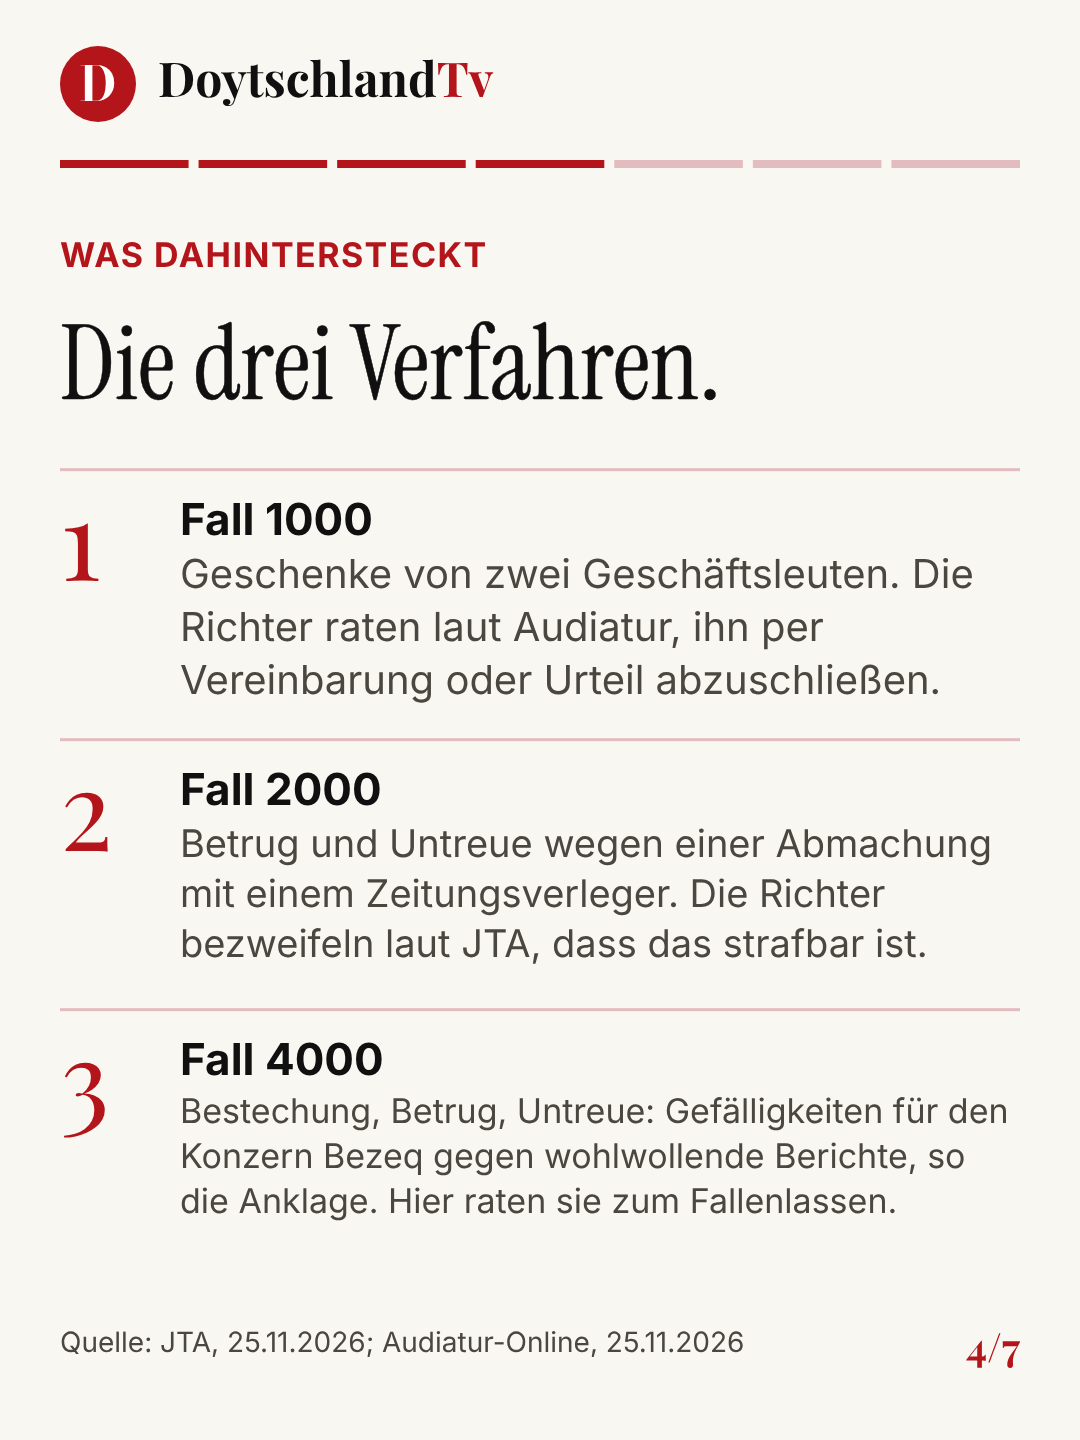 D DoytschlandTv
WAS DAHINTERSTECKT
Die drei Verfahren.
1
Fall 1000
Geschenke von zwei Geschäftsleuten. Die
Richter raten laut Audiatur, ihn per
Vereinbarung oder Urteil abzuschließen.
2
Fall 2000
Betrug und Untreue wegen einer Abmachung
mit einem Zeitungsverleger. Die Richter
bezweifeln laut JTA, dass das strafbar ist.
3
Fall 4000
Bestechung, Betrug, Untreue: Gefälligkeiten für den
Konzern Bezeq gegen wohlwollende Berichte, so
die Anklage. Hier raten sie zum Fallenlassen.
Quelle: JTA, 25.11.2026; Audiatur-Online, 25.11.2026
4/7